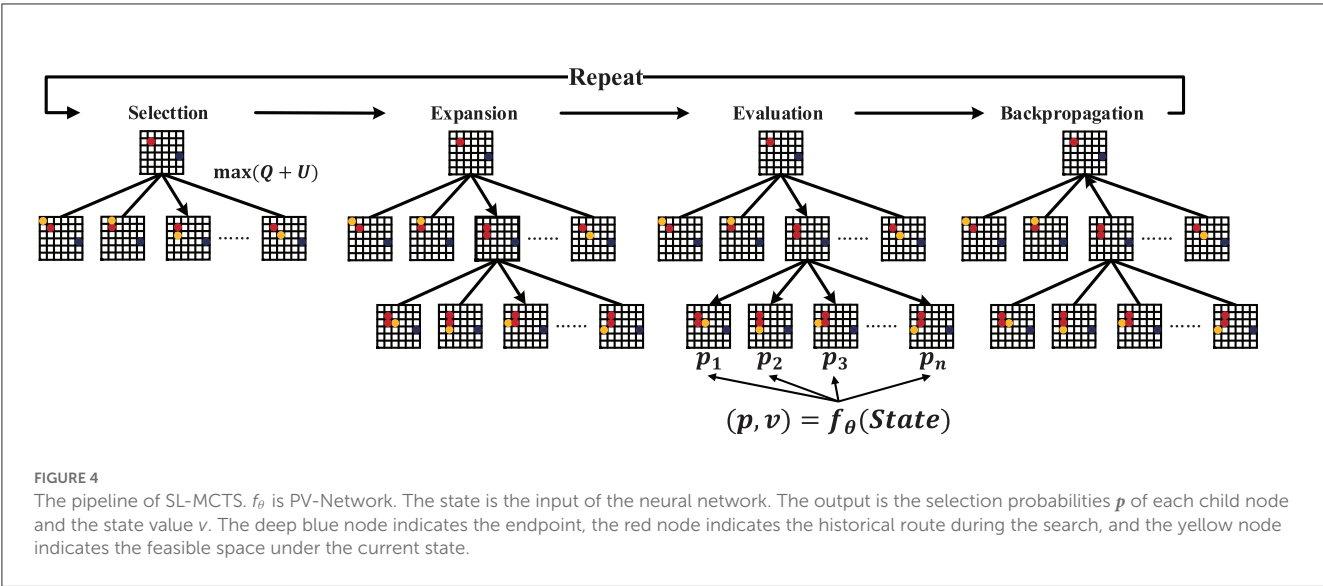 Repeat
Selecttion
Expansion
Evaluation
Backpropagation
max(Q + U)
......
......
......
......
......
......
......
p₁
p₂
p₃
pₙ
(p, v) = f_θ(State)
FIGURE 4
The pipeline of SL-MCTS. f_θ is PV-Network. The state is the input of the neural network. The output is the selection probabilities p of each child node
and the state value v. The deep blue node indicates the endpoint, the red node indicates the historical route during the search, and the yellow node
indicates the feasible space under the current state.